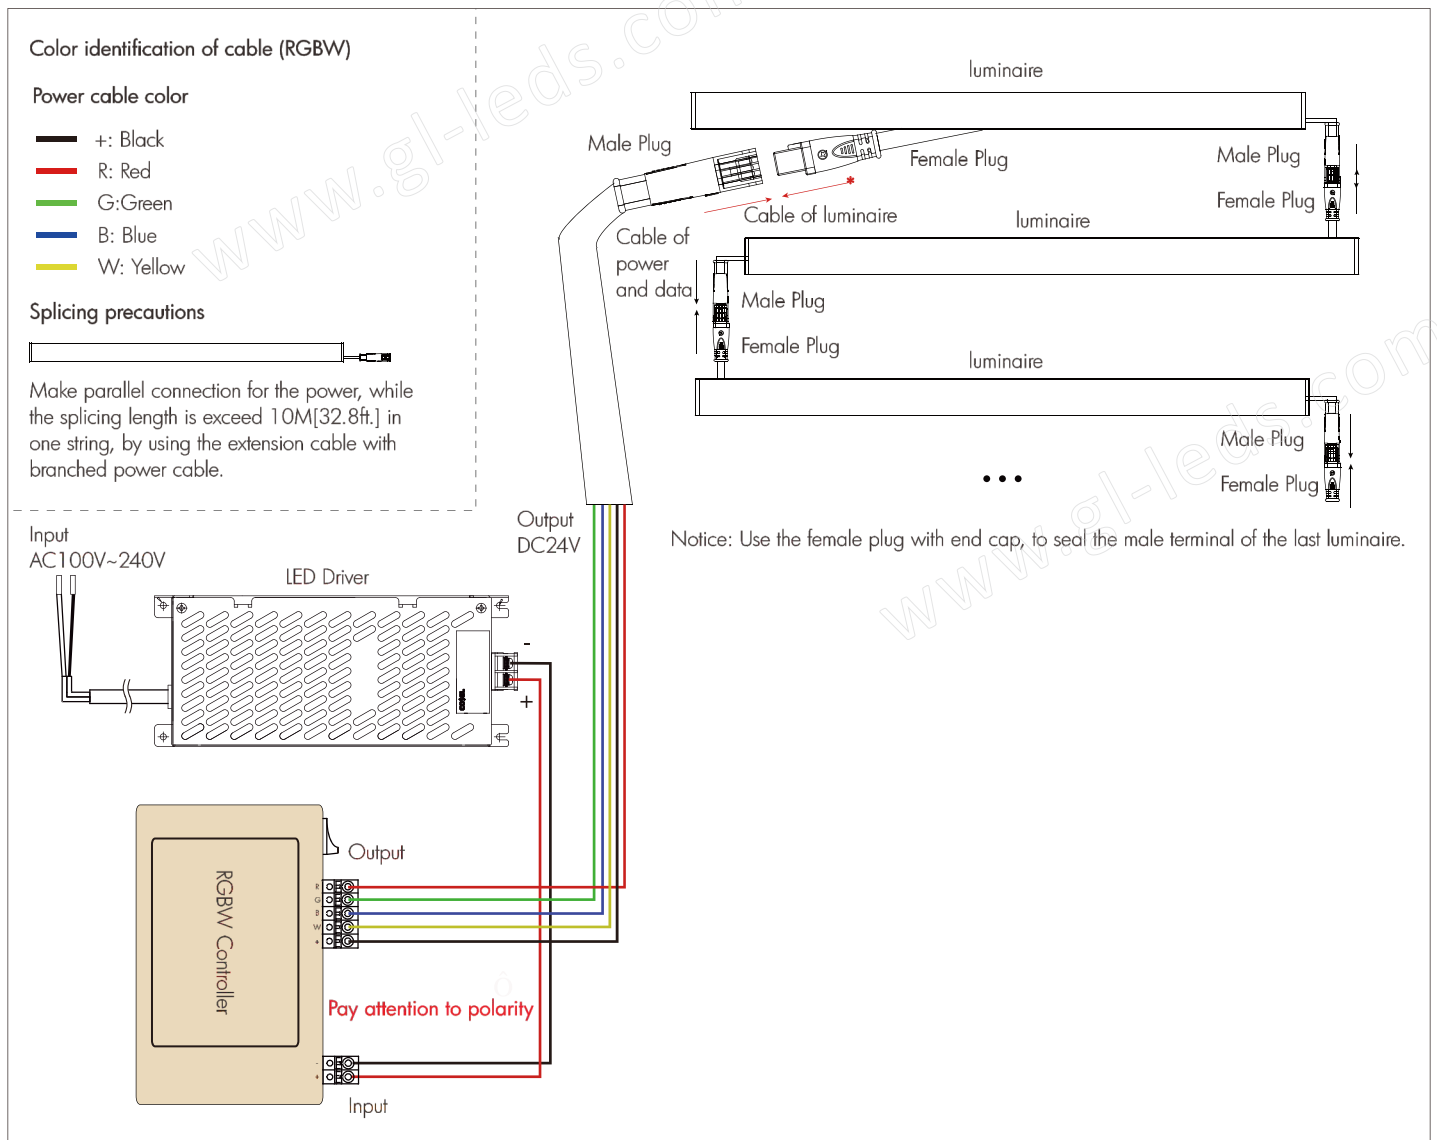 Color identification of cable (RGBW)
Power cable color
+: Black
R: Red
G:Green
B: Blue
W: Yellow
Splicing precautions
Make parallel connection for the power, while
the splicing length is exceed 10M[32.8ft.] in
one string, by using the extension cable with
branched power cable.
www.gl-leds.com
luminaire
Male Plug
Female Plug
Cable of luminaire
Cable of
power
and data
Male Plug
Female Plug
luminaire
Male Plug
Female Plug
luminaire
Male Plug
Female Plug
...
Notice: Use the female plug with end cap, to seal the male terminal of the last luminaire.
www.gl-leds.com
Input
AC100V~240V
LED Driver
Output
DC24V
-
+
Output
RGBW Controller
R
G
B
W
+
Pay attention to polarity
-
+
Input